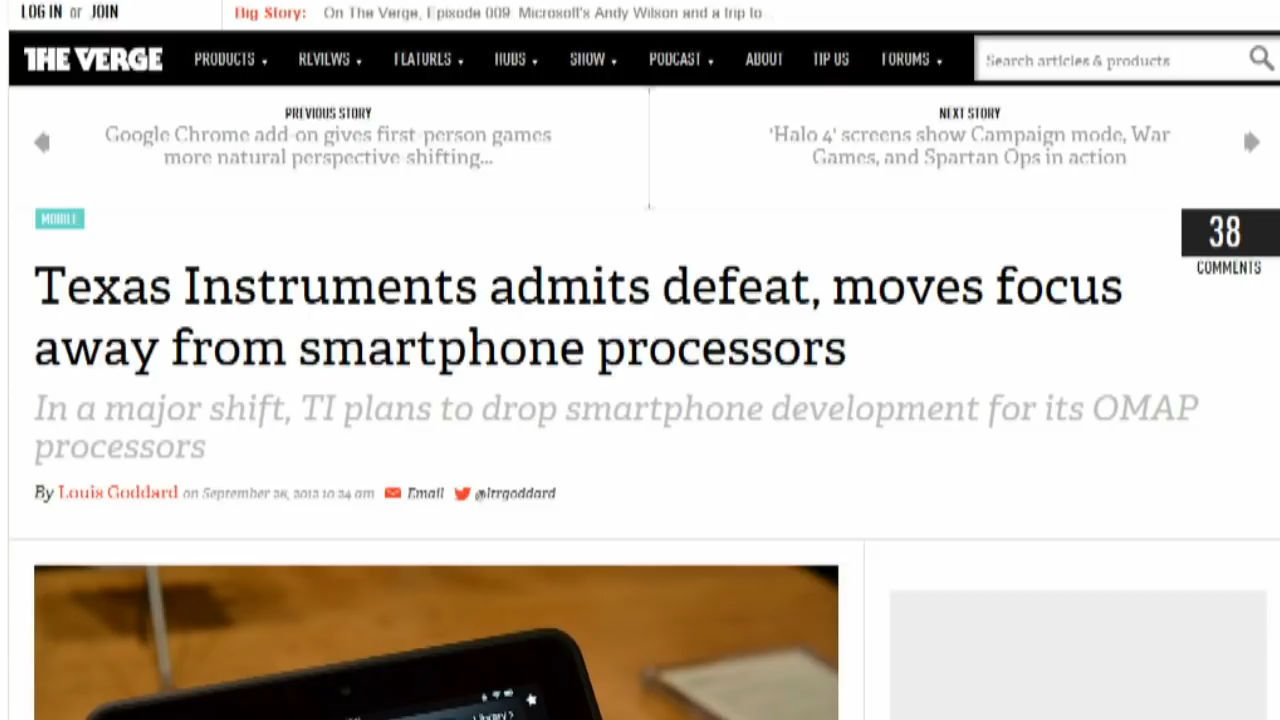 LOG IN or JOIN
Big Story: On The Verge, Episode 009: Microsoft's Andy Wilson and a trip to...
THE VERGE PRODUCTS REVIEWS FEATURES HUBS SHOW PODCAST ABOUT TIP US FORUMS Search articles & products
PREVIOUS STORY
Google Chrome add-on gives first-person games
more natural perspective-shifting...
NEXT STORY
'Halo 4' screens show Campaign mode, War
Games, and Spartan Ops in action
MOBILE
38
COMMENTS
Texas Instruments admits defeat, moves focus
away from smartphone processors
In a major shift, TI plans to drop smartphone development for its OMAP
processors
By Louis Goddard on September 26, 2012 10:24 am Email @lrrgoddard
Library